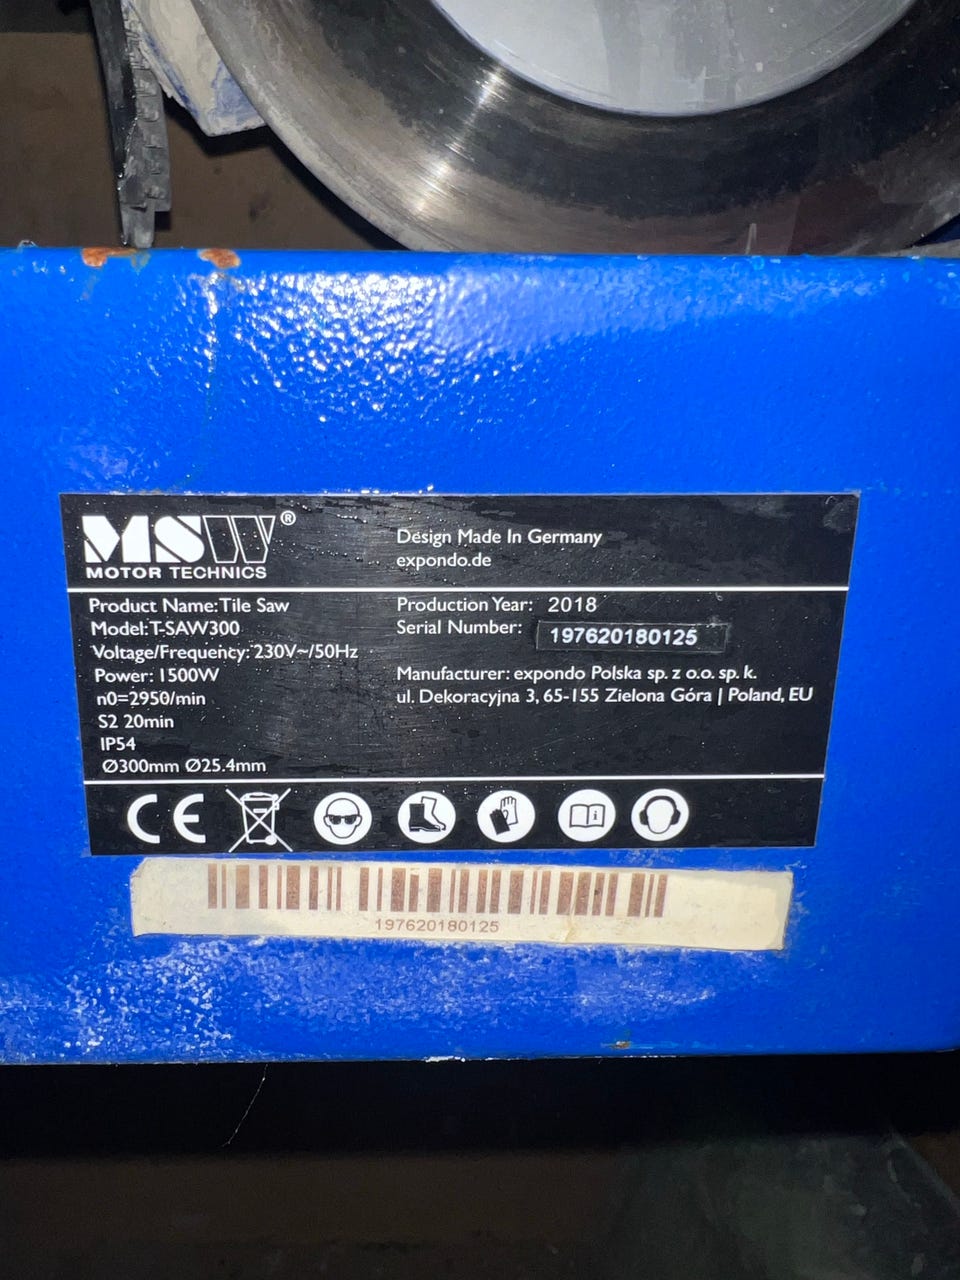 MSW®
MOTOR TECHNICS
Design Made In Germany
expondo.de
Product Name:Tile Saw
Model:T-SAW300
Voltage/Frequency: 230V~/50Hz
Power: 1500W
n0=2950/min
S2 20min
IP54
Ø300mm Ø25.4mm
Production Year: 2018
Serial Number: 197620180125
Manufacturer: expondo Polska sp. z o.o. sp. k.
ul. Dekoracyjna 3, 65-155 Zielona Góra | Poland, EU
CE
197620180125